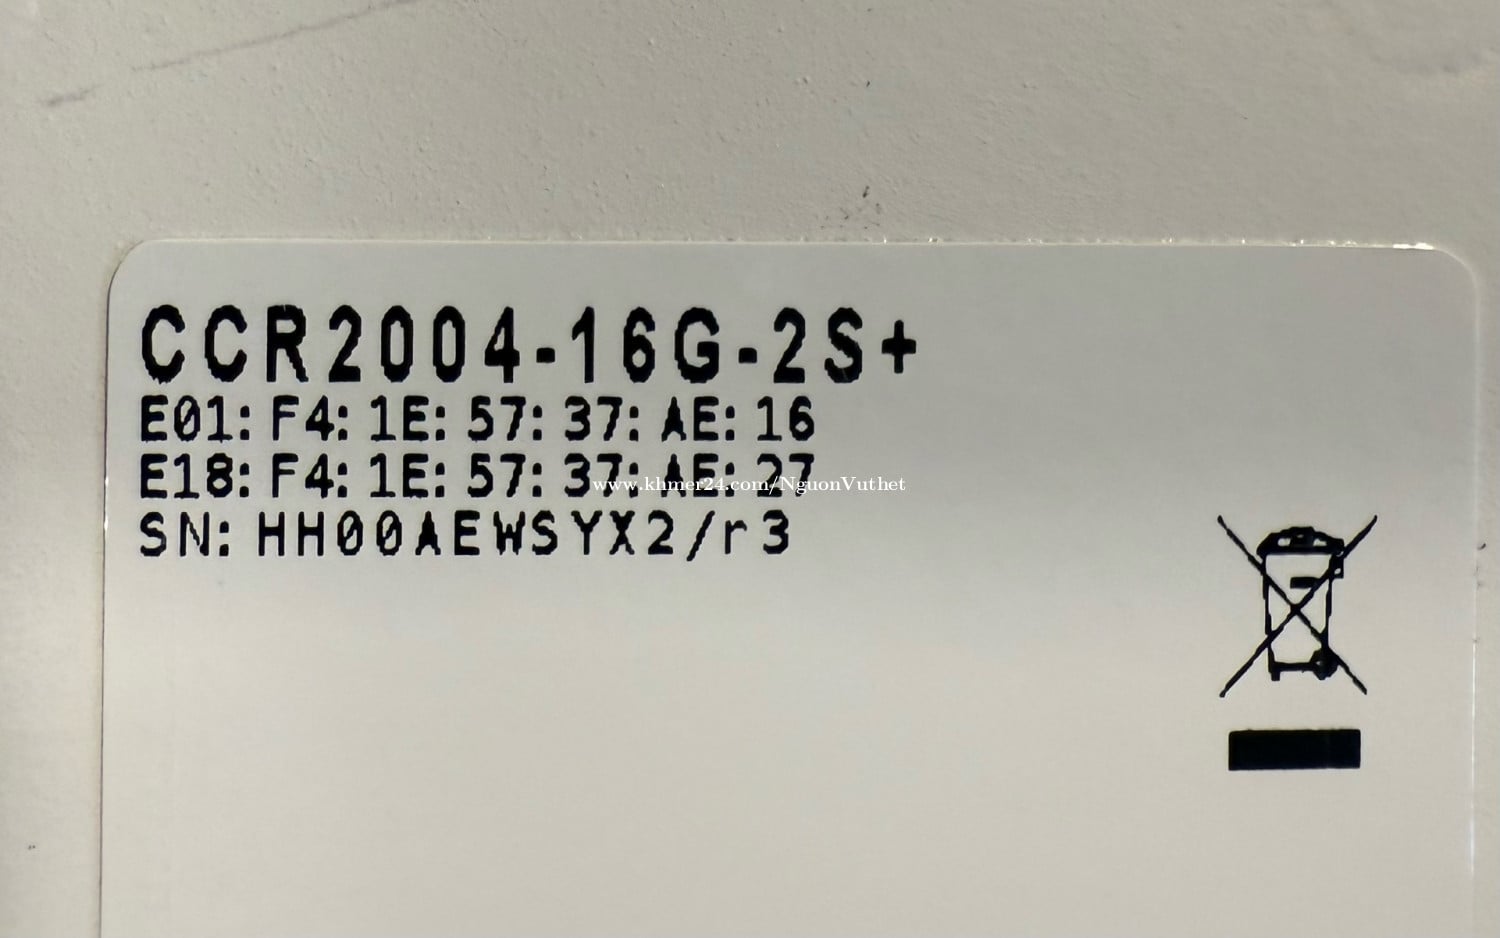 CCR2004-16G-2S+
E01: F4: 1E: 57: 37: AE: 16
E18: F4: 1E: 57: 37: AE: 27
www.khmer24.com/NguonVuthet
SN: HH00AEWSYX2/r3